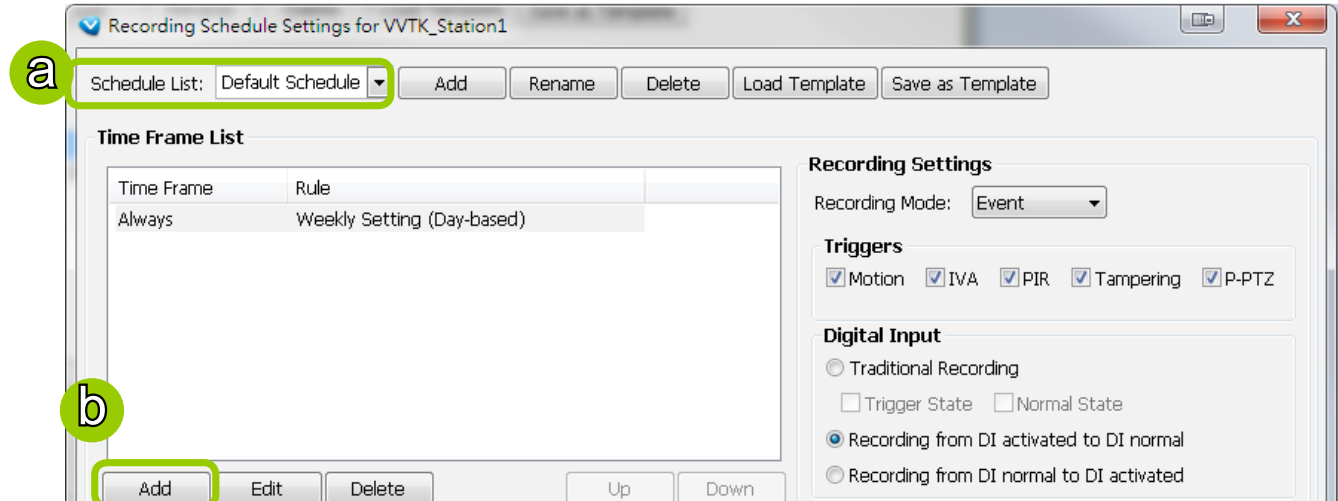 Recording Schedule Settings for VVTK_Station1
a
Schedule List: Default Schedule Add Rename Delete Load Template Save as Template
Time Frame List
Time Frame Rule
Always Weekly Setting (Day-based)
b
Add Edit Delete Up Down
Recording Settings
Recording Mode: Event
Triggers
Motion IVA PIR Tampering P-PTZ
Digital Input
Traditional Recording
Trigger State Normal State
Recording from DI activated to DI normal
Recording from DI normal to DI activated